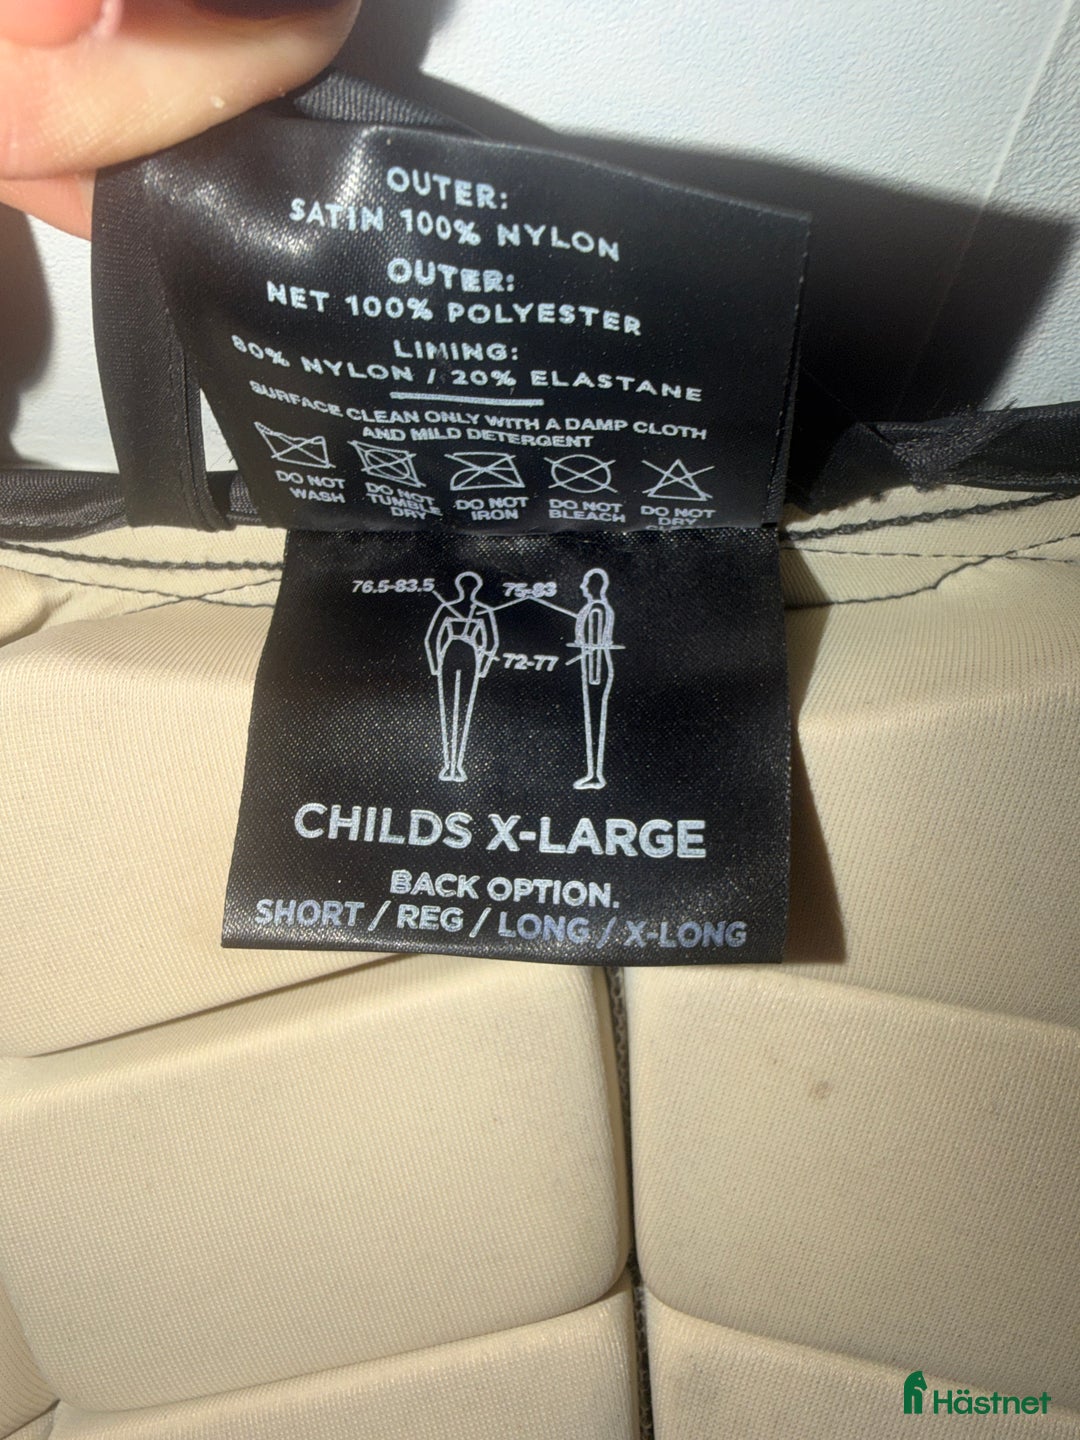 OUTER:
SATIN 100% NYLON
OUTER:
NET 100% POLYESTER
LINING:
80% NYLON / 20% ELASTANE
SURFACE CLEAN ONLY WITH A DAMP CLOTH
AND MILD DETERGENT
DO NOT
WASH
DO NOT
TUMBLE
DRY
DO NOT
IRON
DO NOT
BLEACH
DO NOT
DRY
76.5-83.5
75-83
72-77
CHILDS X-LARGE
BACK OPTION.
SHORT / REG / LONG / X-LONG
Hästnet